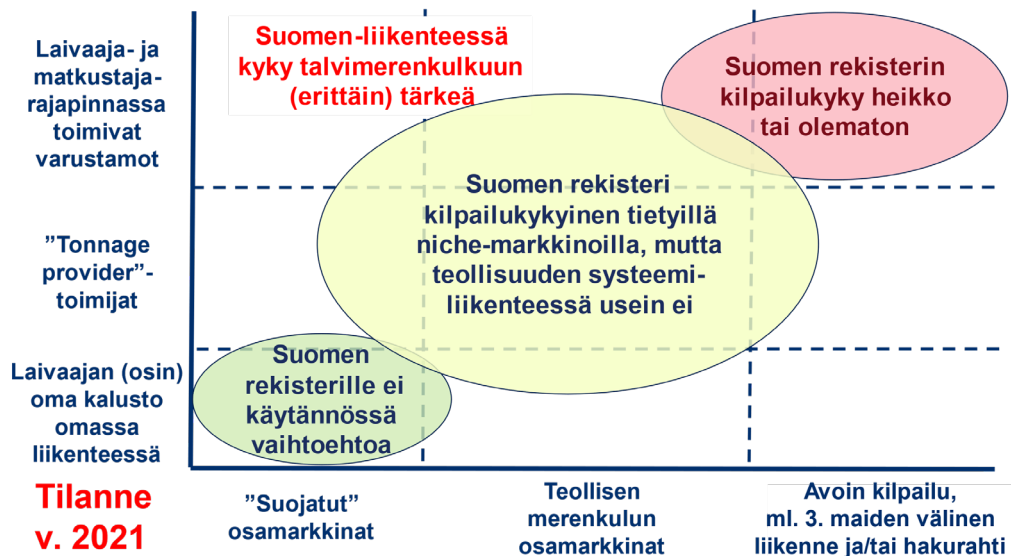 Laivaaja- ja
matkustaja-
rajapinnassa
toimivat
varustamot
Suomen-liikenteessä
kyky talvimerenkulkuun
(erittäin) tärkeä
Suomen rekisterin
kilpailukyky heikko
tai olematon
”Tonnage
provider”-
toimijat
Suomen rekisteri
kilpailukykyinen tietyillä
niche-markkinoilla, mutta
teollisuuden systeemi-
liikenteessä usein ei
Laivaajan (osin)
oma kalusto
omassa
liikenteessä
Suomen
rekisterille ei
käytännössä
vaihtoehtoa
Tilanne
v. 2021
”Suojatut”
osamarkkinat
Teollisen
merenkulun
osamarkkinat
Avoin kilpailu,
ml. 3. maiden välinen
liikenne ja/tai hakurahti